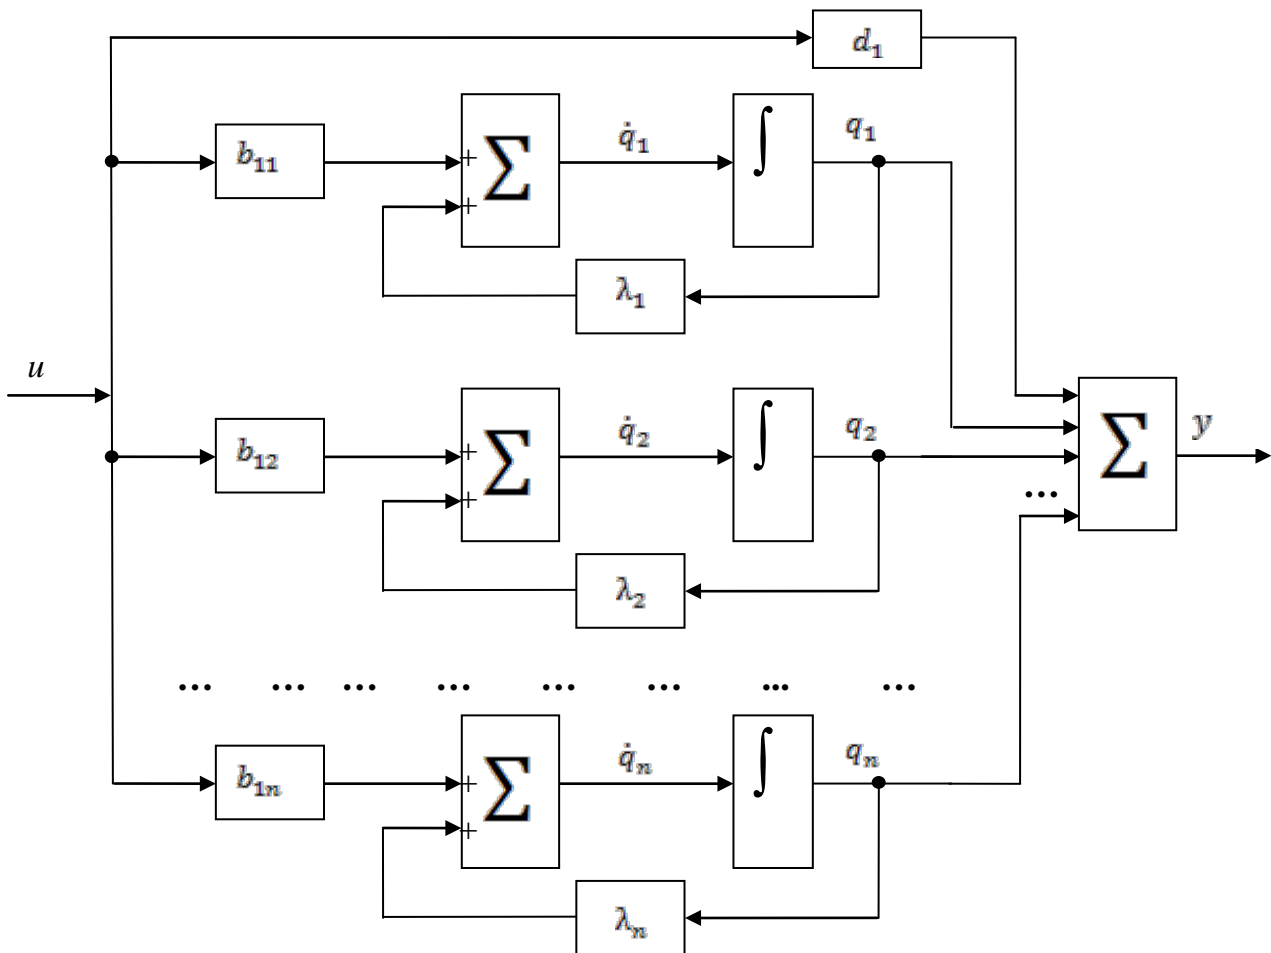 d₁
b₁₁ + + ∑ q̇₁ ∫ q₁
λ₁
u
b₁₂ + + ∑ q̇₂ ∫ q₂ ∑ y
...
λ₂
... ... ... ... ... ... ... ...
b₁ₙ + + ∑ q̇ₙ ∫ qₙ
λₙ